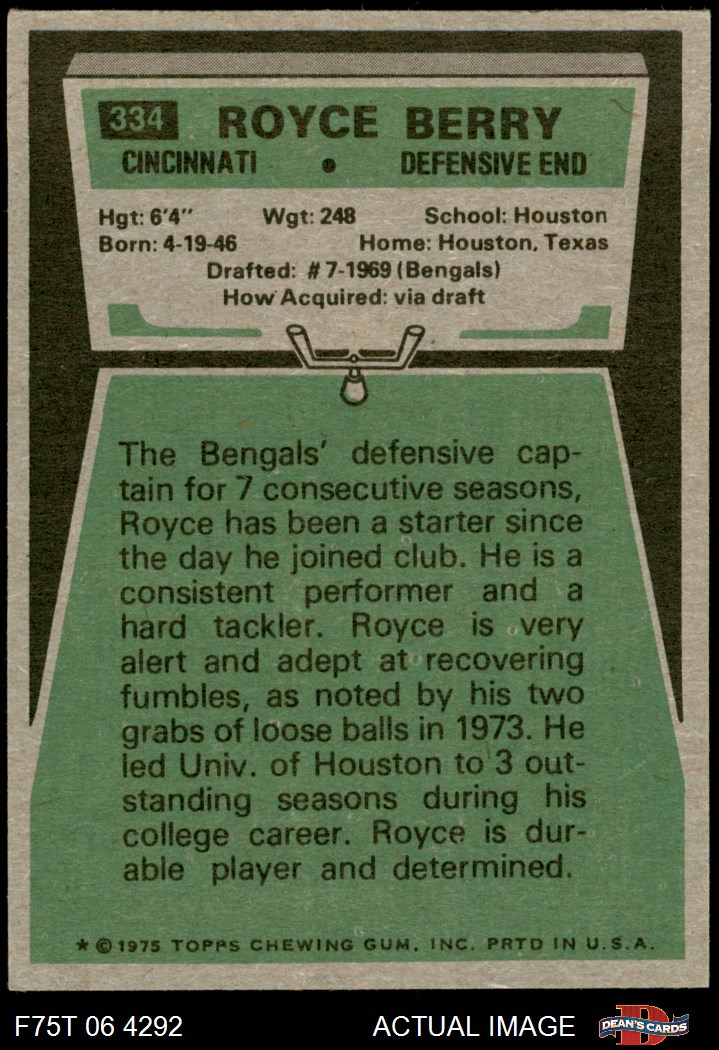 334 ROYCE BERRY
CINCINNATI • DEFENSIVE END
Hgt: 6'4" Wgt: 248 School: Houston
Born: 4-19-46 Home: Houston, Texas
Drafted: #7-1969 (Bengals)
How Acquired: via draft
The Bengals' defensive cap-
tain for 7 consecutive seasons,
Royce has been a starter since
the day he joined club. He is a
consistent performer and a
hard tackler. Royce is very
alert and adept at recovering
fumbles, as noted by his two
grabs of loose balls in 1973. He
led Univ. of Houston to 3 out-
standing seasons during his
college career. Royce is dur-
able player and determined.
* © 1975 TOPPS CHEWING GUM, INC. PRTD IN U.S.A.
F75T 06 4292 ACTUAL IMAGE DEAN'S CARDS